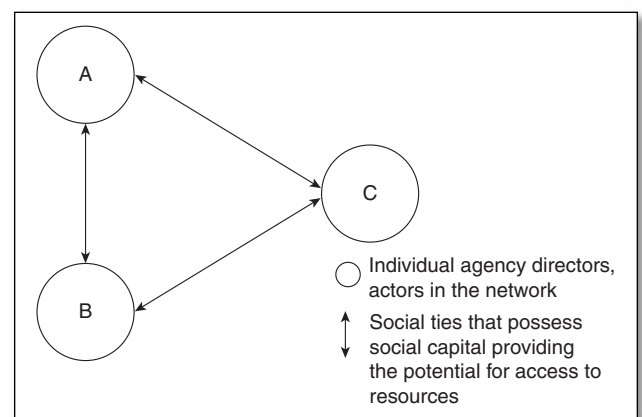 A
C
B
Individual agency directors,
actors in the network
Social ties that possess
social capital providing
the potential for access to
resources